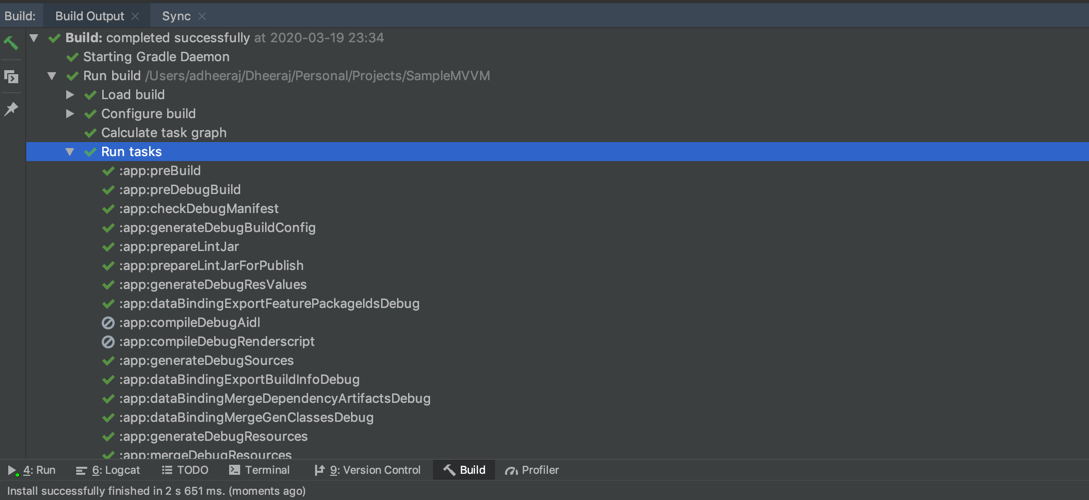 Build: Build Output Sync
Build: completed successfully at 2020-03-19 23:34
Starting Gradle Daemon
Run build /Users/adheeraj/Dheeraj/Personal/Projects/SampleMVVM
Load build
Configure build
Calculate task graph
Run tasks
:app:preBuild
:app:preDebugBuild
:app:checkDebugManifest
:app:generateDebugBuildConfig
:app:prepareLintJar
:app:prepareLintJarForPublish
:app:generateDebugResValues
:app:dataBindingExportFeaturePackageIdsDebug
:app:compileDebugAidl
:app:compileDebugRenderscript
:app:generateDebugSources
:app:dataBindingExportBuildInfoDebug
:app:dataBindingMergeDependencyArtifactsDebug
:app:dataBindingMergeGenClassesDebug
:app:generateDebugResources
:app:mergeDebugResources
4: Run 6: Logcat TODO Terminal 9: Version Control Build Profiler
Install successfully finished in 2 s 651 ms. (moments ago)